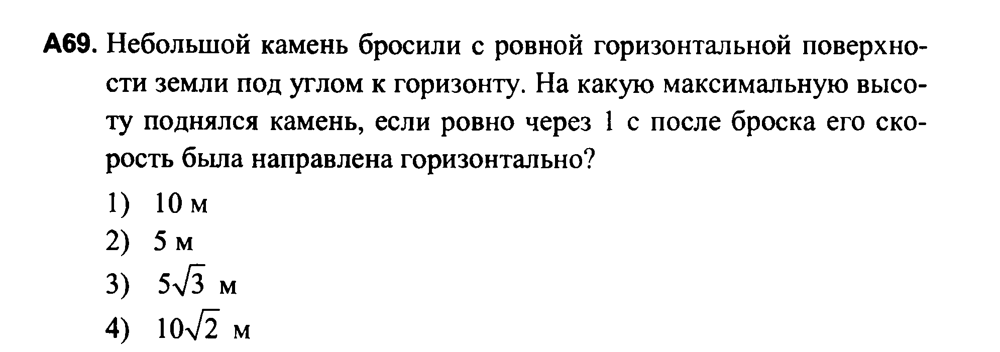 А69. Небольшой камень бросили с ровной горизонтальной поверхно-
сти земли под углом к горизонту. На какую максимальную высо-
ту поднялся камень, если ровно через 1 с после броска его ско-
рость была направлена горизонтально?
1) 10 м
2) 5 м
3) 5√3 м
4) 10√2 м